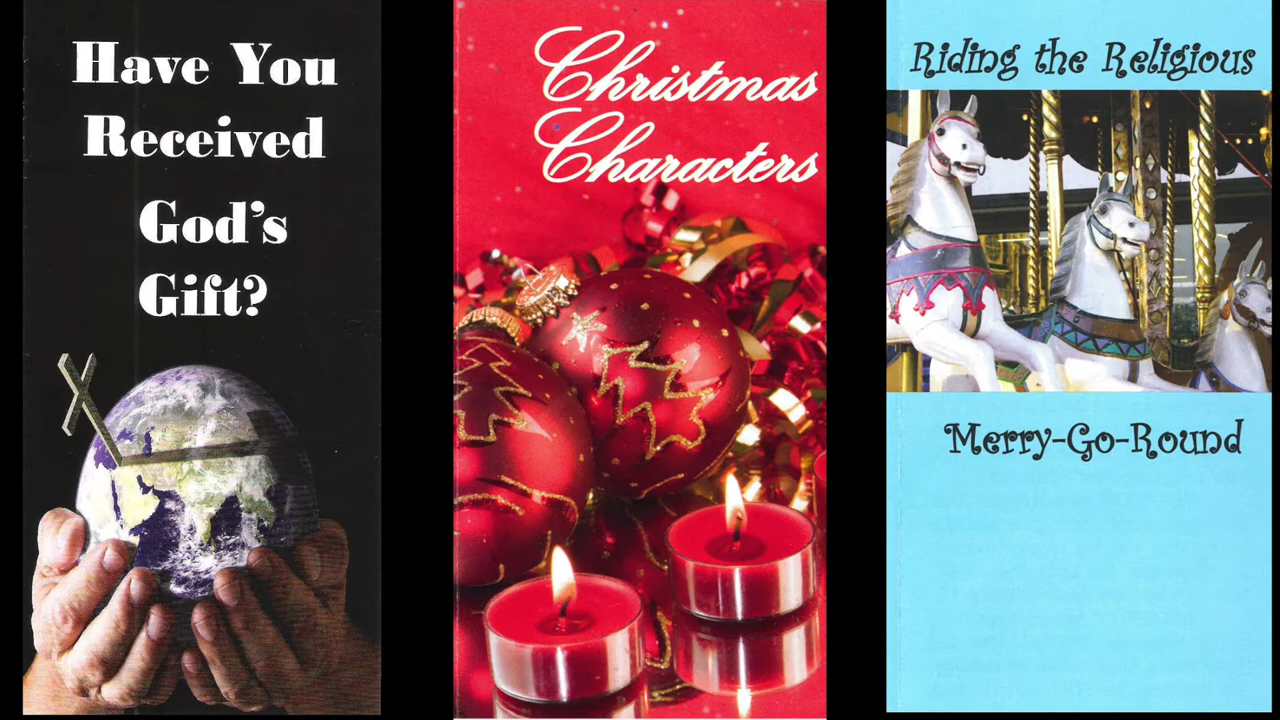 Have You
Received
God's
Gift?
Christmas
Characters
Riding the Religious
Merry-Go-Round